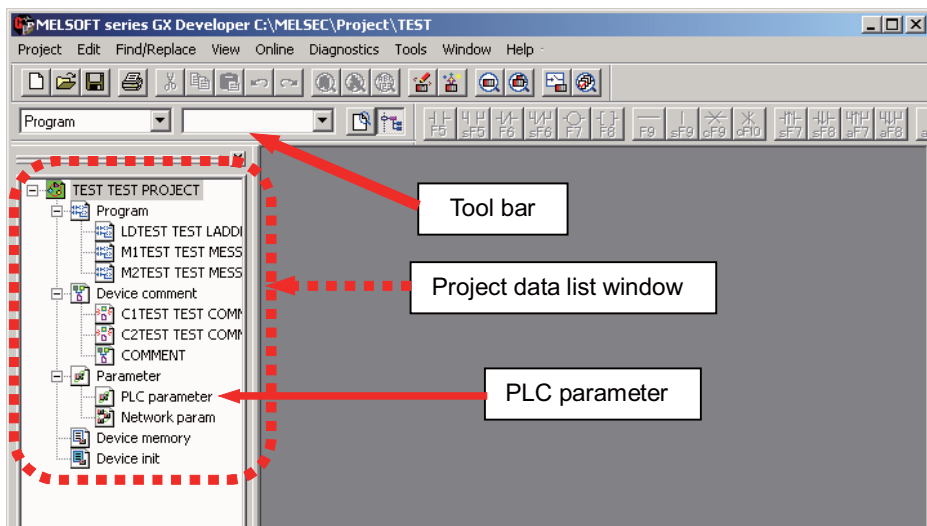 MELSOFT series GX Developer C:\MELSEC\Project\TEST
Project Edit Find/Replace View Online Diagnostics Tools Window Help
Program
F5 sF5 F6 sF6 F7 F8 F9 sF9 cF9 cF10 sF7 sF8 aF7 aF8
TEST TEST PROJECT
Program
LDTEST TEST LADD
M1TEST TEST MESS
M2TEST TEST MESS
Device comment
C1TEST TEST COM
C2TEST TEST COM
COMMENT
Parameter
PLC parameter
Network param
Device memory
Device init
Tool bar
Project data list window
PLC parameter